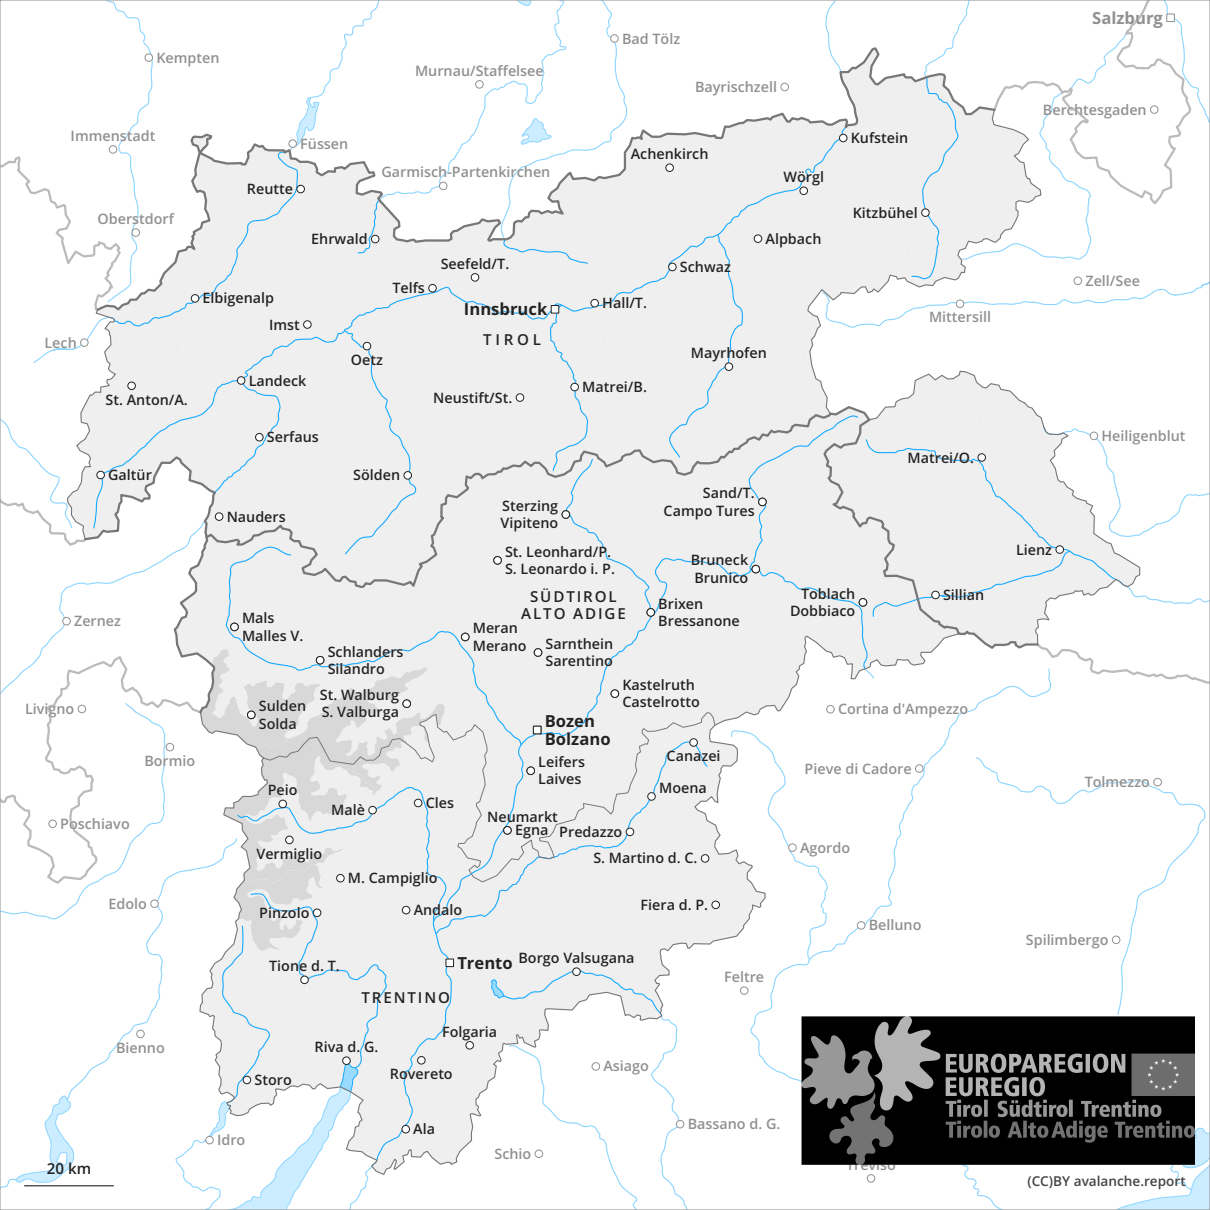 Salzburg
Bad Tölz
Kempten
Murnau/Staffelsee
Bayrischzell
Berchtesgaden
Immenstadt
Füssen
Kufstein
Achenkirch
Garmisch-Partenkirchen
Wörgl
Reutte
Oberstdorf
Kitzbühel
Ehrwald
Alpbach
Seefeld/T.
Schwaz
Zell/See
Telfs
Elbigenalp
Hall/T.
Innsbruck
Mittersill
Imst
TIROL
Lech
Oetz
Mayrhofen
Landeck
Matrei/B.
St. Anton/A.
Neustift/St.
Serfaus
Heiligenblut
Matrei/O.
Galtür
Sölden
Sand/T.
Campo Tures
Sterzing
Vipiteno
Nauders
Lienz
St. Leonhard/P.
S. Leonardo i. P.
Bruneck
Brunico
SÜDTIROL
ALTO ADIGE
Toblach
Dobbiaco
Sillian
Brixen
Bressanone
Zernez
Mals
Malles V.
Meran
Merano
Sarnthein
Sarentino
Schlanders
Silandro
Kastelruth
Castelrotto
St. Walburg
S. Valburga
Sulden
Solda
Livigno
Cortina d'Ampezzo
Bozen
Bolzano
Bormio
Canazei
Leifers
Laives
Pieve di Cadore
Tolmezzo
Peio
Moena
Malè
Cles
Neumarkt
Egna
Predazzo
Poschiavo
Vermiglio
Agordo
S. Martino d. C.
M. Campiglio
Edolo
Pinzolo
Andalo
Fiera d. P.
Belluno
Spilimbergo
Tione d. T.
Trento
Borgo Valsugana
Feltre
TRENTINO
Folgaria
Bienno
Riva d. G.
Rovereto
Asiago
Storo
EUROPAREGION
EUREGIO
Tirol Südtirol Trentino
Tirolo Alto Adige Trentino
Ala
Bassano d. G.
Idro
Schio
Treviso
20 km
(CC)BY avalanche.report